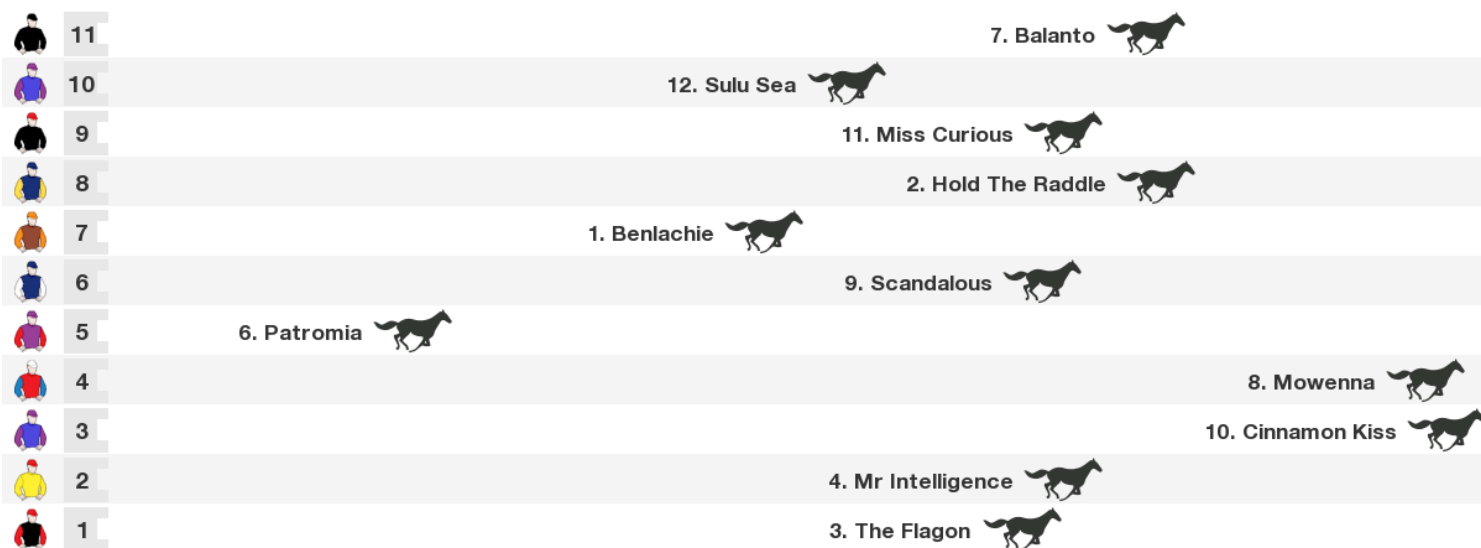 11 7. Balanto
10 12. Sulu Sea
9 11. Miss Curious
8 2. Hold The Raddle
7 1. Benlachie
6 9. Scandalous
5 6. Patromia
4 8. Mowenna
3 10. Cinnamon Kiss
2 4. Mr Intelligence
1 3. The Flagon